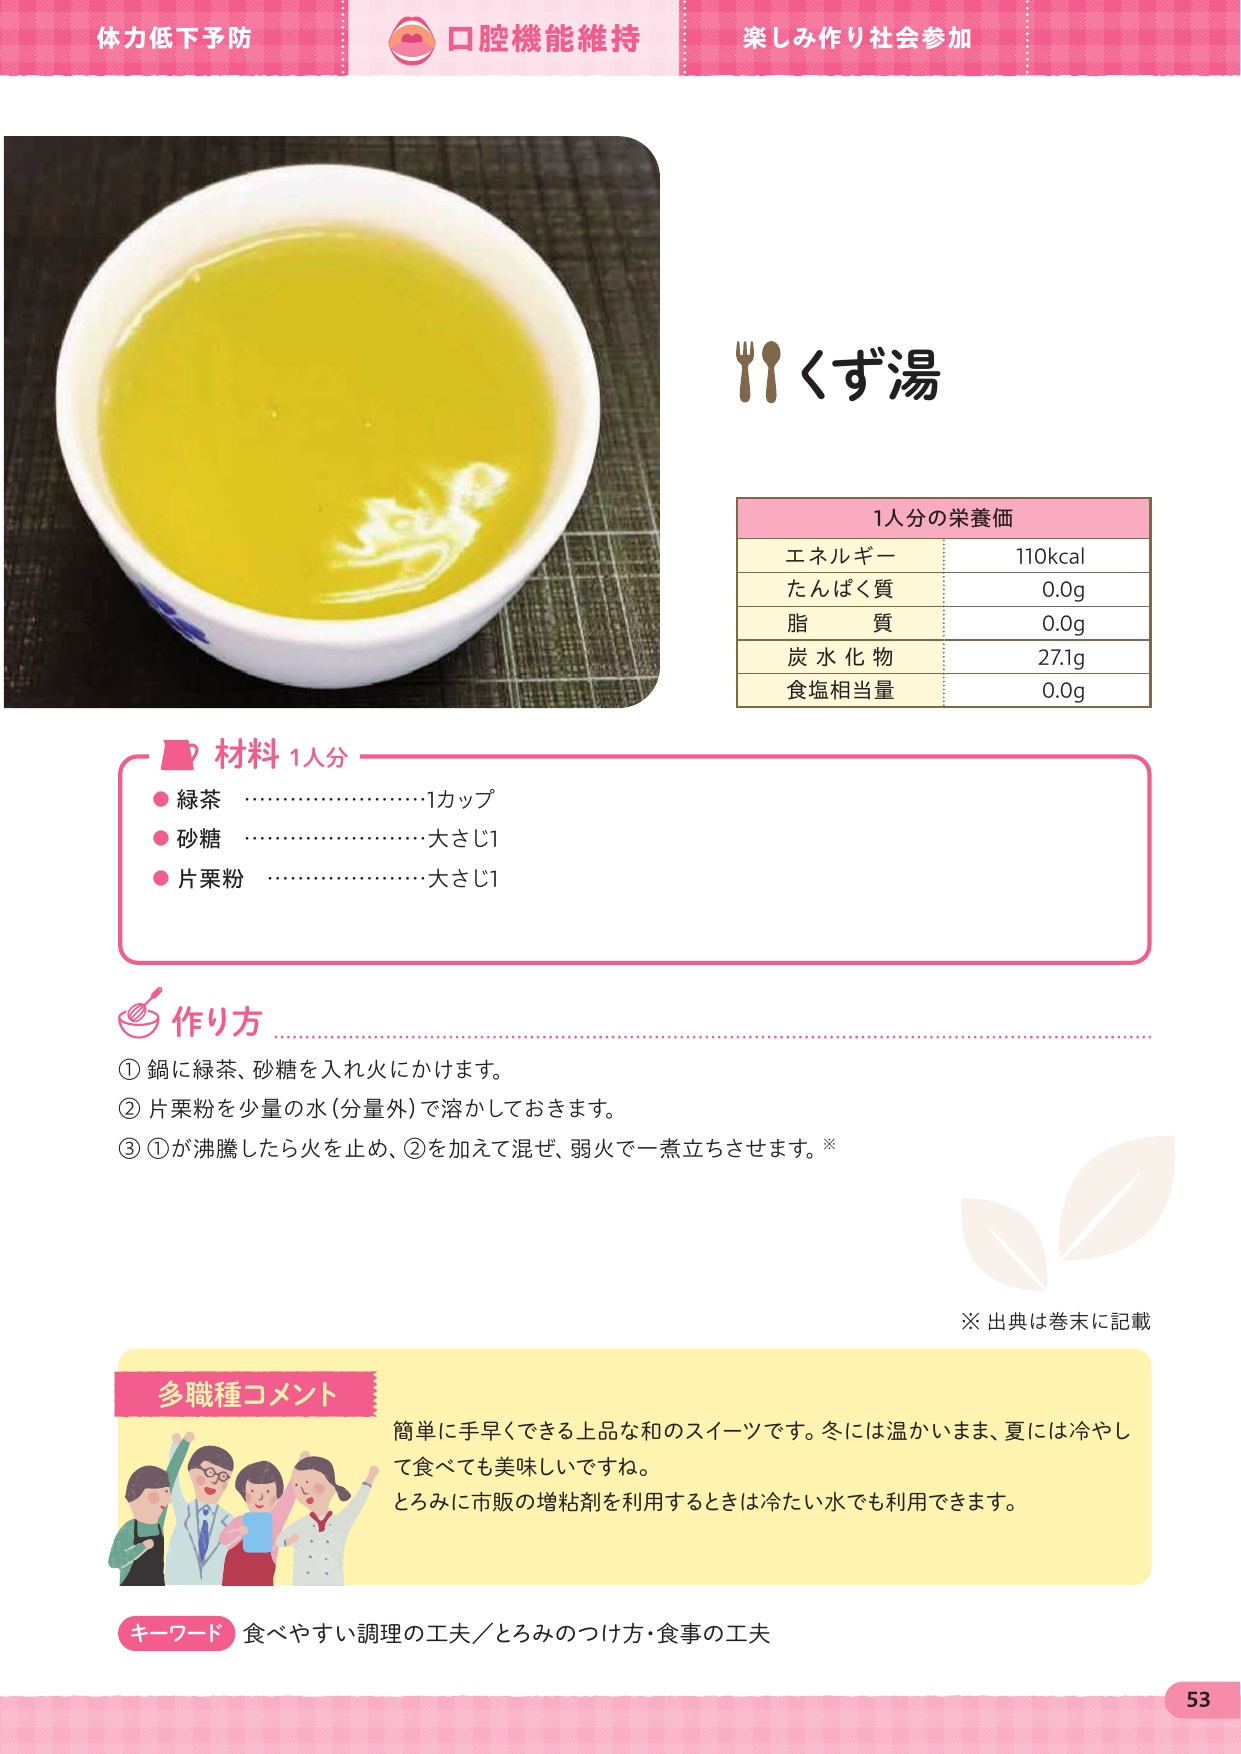 体力低下予防
口腔機能維持
楽しみ作り社会参加
くず湯
1人分の栄養価
エネルギー 110kcal
たんぱく質 0.0g
脂　　質 0.0g
炭水化物 27.1g
食塩相当量 0.0g
材料 1人分
● 緑茶 ……………………1カップ
● 砂糖 ……………………大さじ1
● 片栗粉 …………………大さじ1
作り方
① 鍋に緑茶、砂糖を入れ火にかけます。
② 片栗粉を少量の水(分量外)で溶かしておきます。
③ ①が沸騰したら火を止め、②を加えて混ぜ、弱火で一煮立ちさせます。※
※ 出典は巻末に記載
多職種コメント
簡単に手早くできる上品な和のスイーツです。冬には温かいまま、夏には冷やし
て食べても美味しいですね。
とろみに市販の増粘剤を利用するときは冷たい水でも利用できます。
キーワード 食べやすい調理の工夫／とろみのつけ方・食事の工夫
53